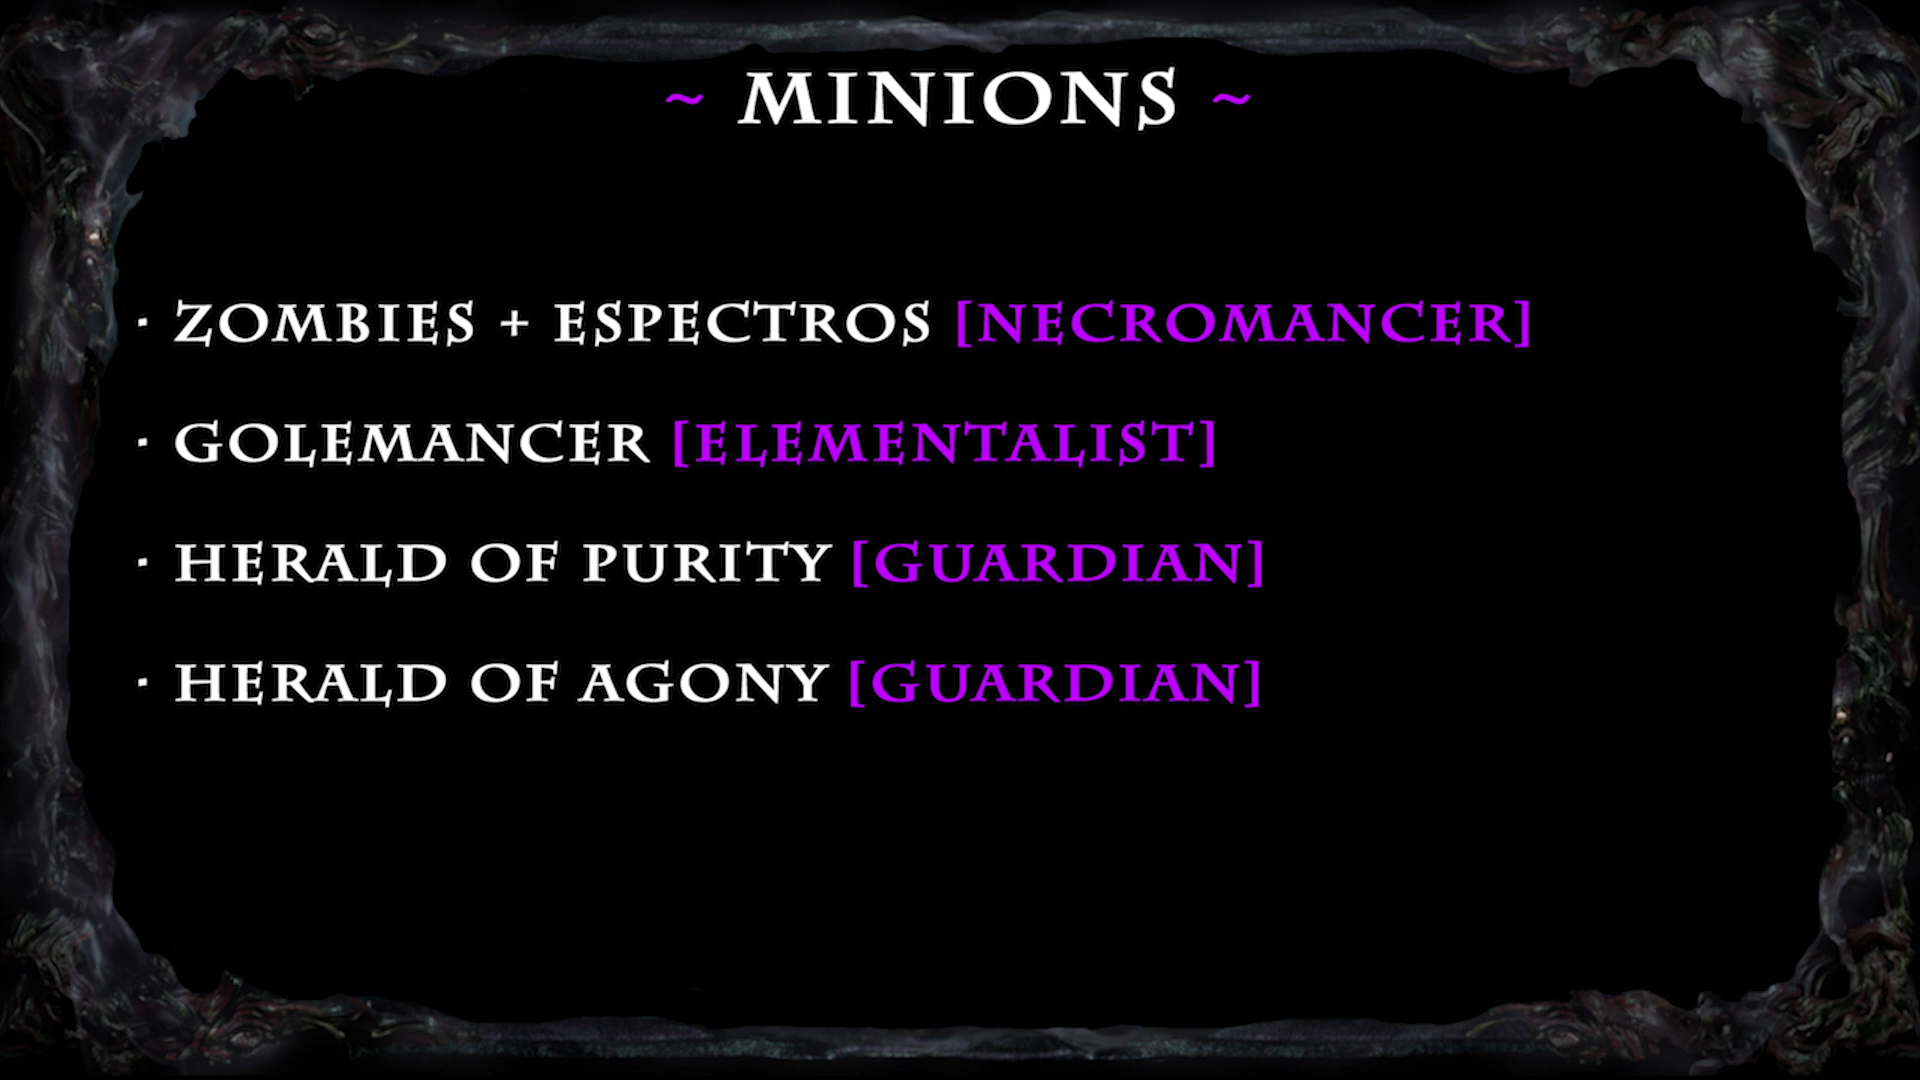 ~ MINIONS ~
· ZOMBIES + ESPECTROS [NECROMANCER]
· GOLEMANCER [ELEMENTALIST]
· HERALD OF PURITY [GUARDIAN]
· HERALD OF AGONY [GUARDIAN]